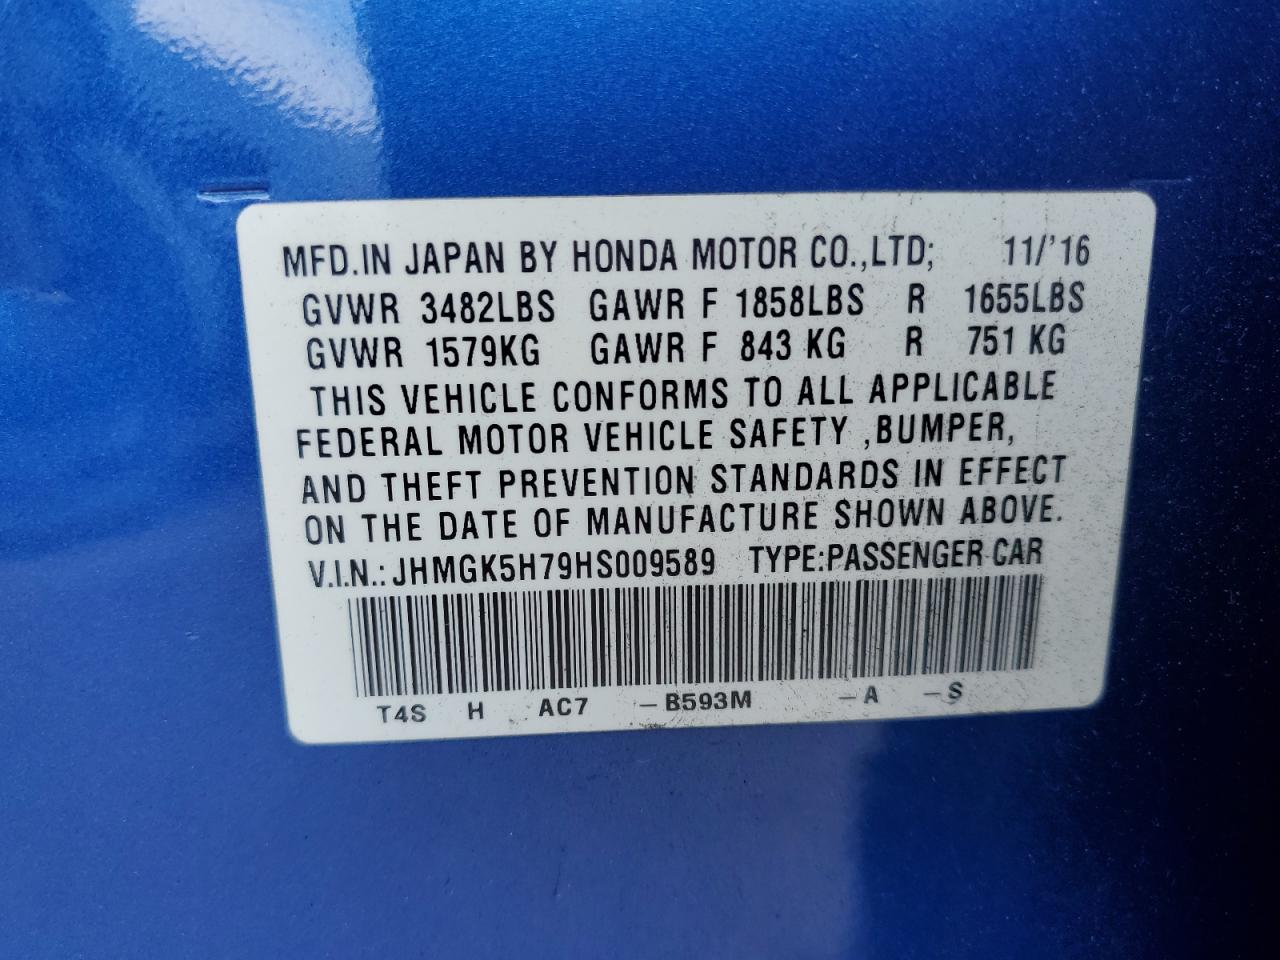 MFD.IN JAPAN BY HONDA MOTOR CO.,LTD; 11/'16
GVWR 3482LBS GAWR F 1858LBS R 1655LBS
GVWR 1579KG GAWR F 843 KG R 751 KG
THIS VEHICLE CONFORMS TO ALL APPLICABLE
FEDERAL MOTOR VEHICLE SAFETY ,BUMPER,
AND THEFT PREVENTION STANDARDS IN EFFECT
ON THE DATE OF MANUFACTURE SHOWN ABOVE.
V.I.N.: JHMGK5H79HS009589 TYPE:PASSENGER CAR
T4S H AC7 -B593M -A -S